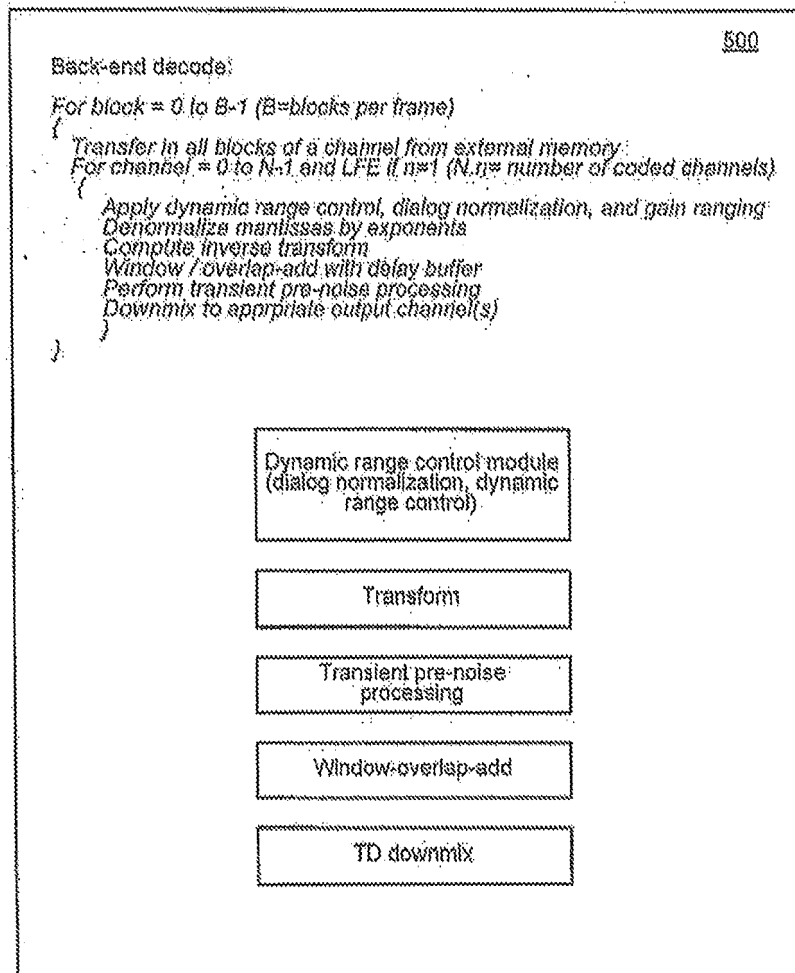 500
Back-end decode:
For block = 0 to B-1 (B=blocks per frame)
{
Transfer in all blocks of a channel from external memory
For channel = 0 to N-1 and LFE if n=1 (N.n= number of coded channels)
{
Apply dynamic range control, dialog normalization, and gain ranging
Denormalize mantisses by exponents
Compute inverse transform
Window / overlap-add with delay buffer
Perform transient pre-noise processing
Downmix to apprpriate output channel(s)
}
}
Dynamic range control module
(dialog normalization, dynamic
range control)
Transform
Transient pre-noise
processing
Window-overlap-add
TD downmix